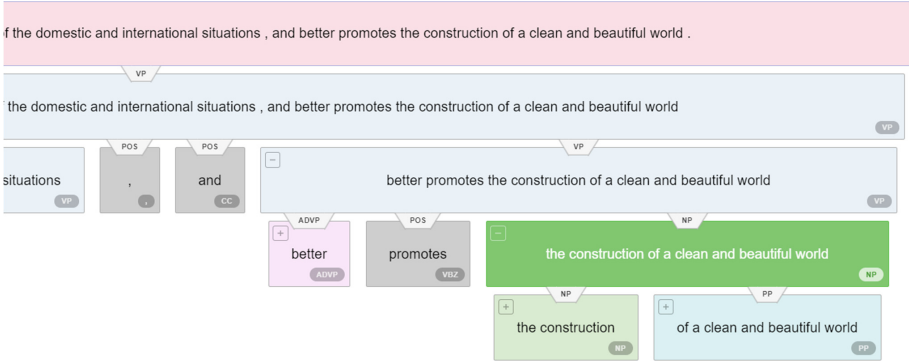 of the domestic and international situations , and better promotes the construction of a clean and beautiful world .
VP
the domestic and international situations , and better promotes the construction of a clean and beautiful world
VP
POS POS VP
situations , and better promotes the construction of a clean and beautiful world
VP , CC VP
ADVP POS NP
better promotes the construction of a clean and beautiful world
ADVP VBZ NP
NP PP
the construction of a clean and beautiful world
NP PP